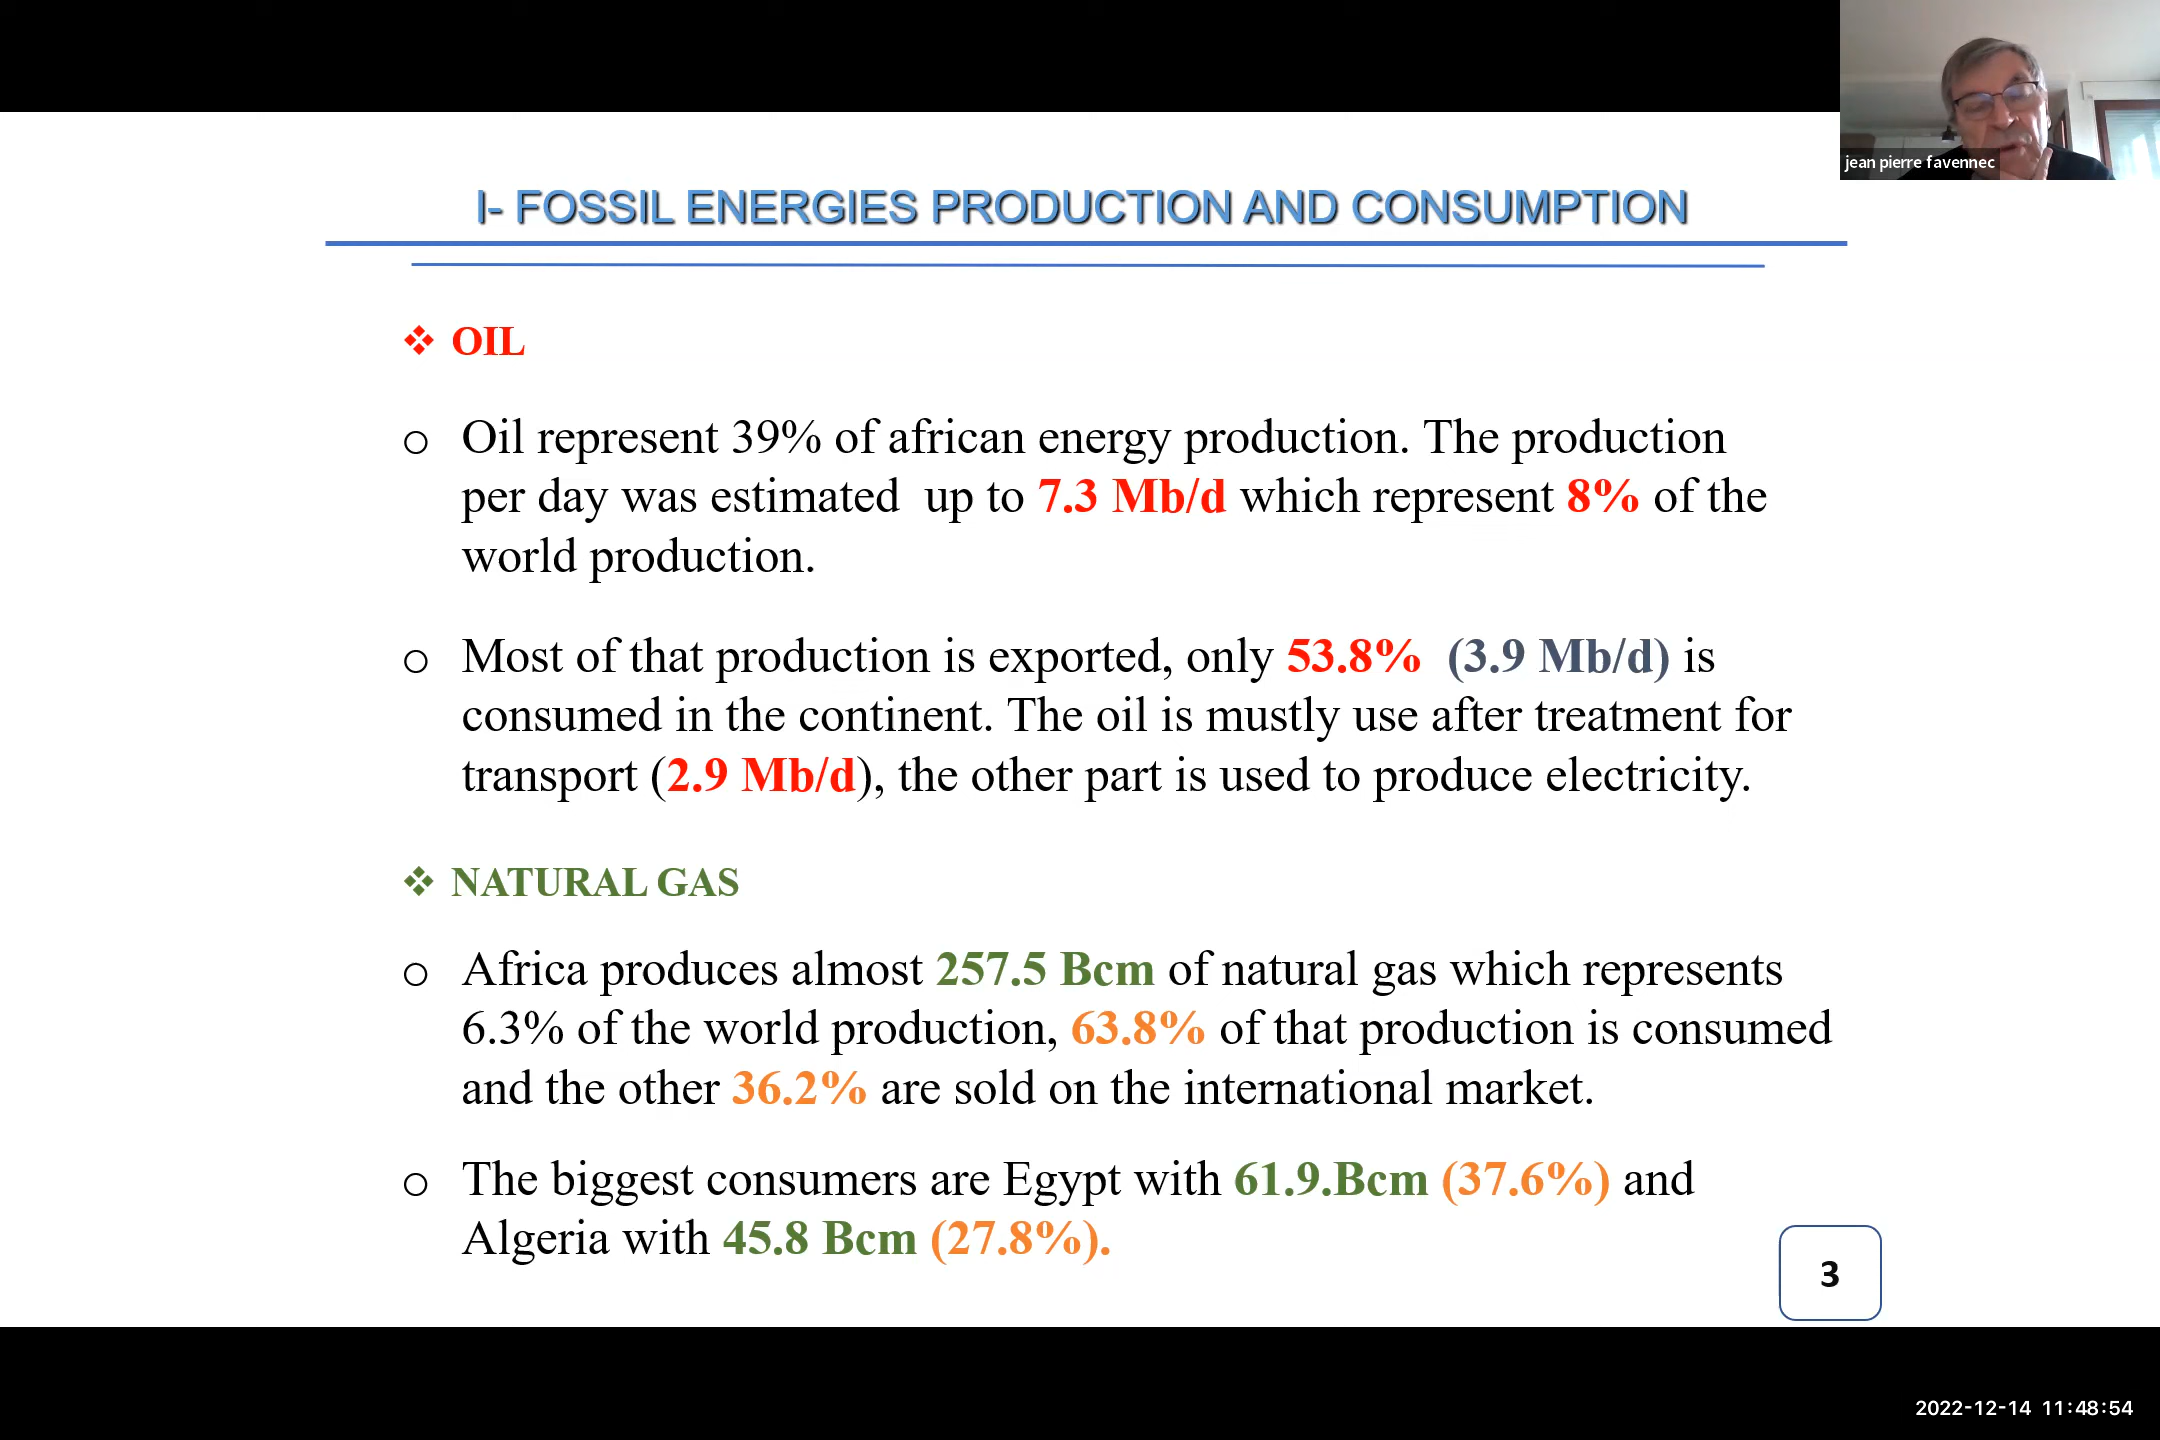 jean pierre favennec
I- FOSSIL ENERGIES PRODUCTION AND CONSUMPTION
❖ OIL
o Oil represent 39% of african energy production. The production
per day was estimated up to 7.3 Mb/d which represent 8% of the
world production.
o Most of that production is exported, only 53.8% (3.9 Mb/d) is
consumed in the continent. The oil is mustly use after treatment for
transport (2.9 Mb/d), the other part is used to produce electricity.
❖ NATURAL GAS
o Africa produces almost 257.5 Bcm of natural gas which represents
6.3% of the world production, 63.8% of that production is consumed
and the other 36.2% are sold on the international market.
o The biggest consumers are Egypt with 61.9.Bcm (37.6%) and
Algeria with 45.8 Bcm (27.8%).
3
2022-12-14 11:48:54